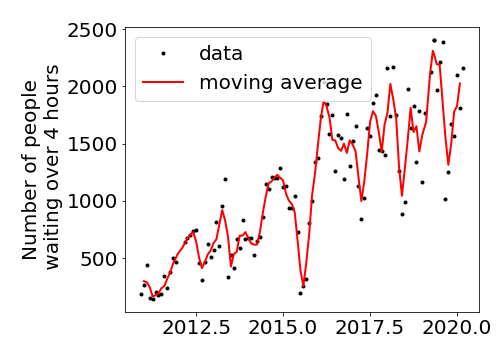 2500
2000
1500
1000
500
Number of people
waiting over 4 hours
data
moving average
2012.5
2015.0
2017.5
2020.0